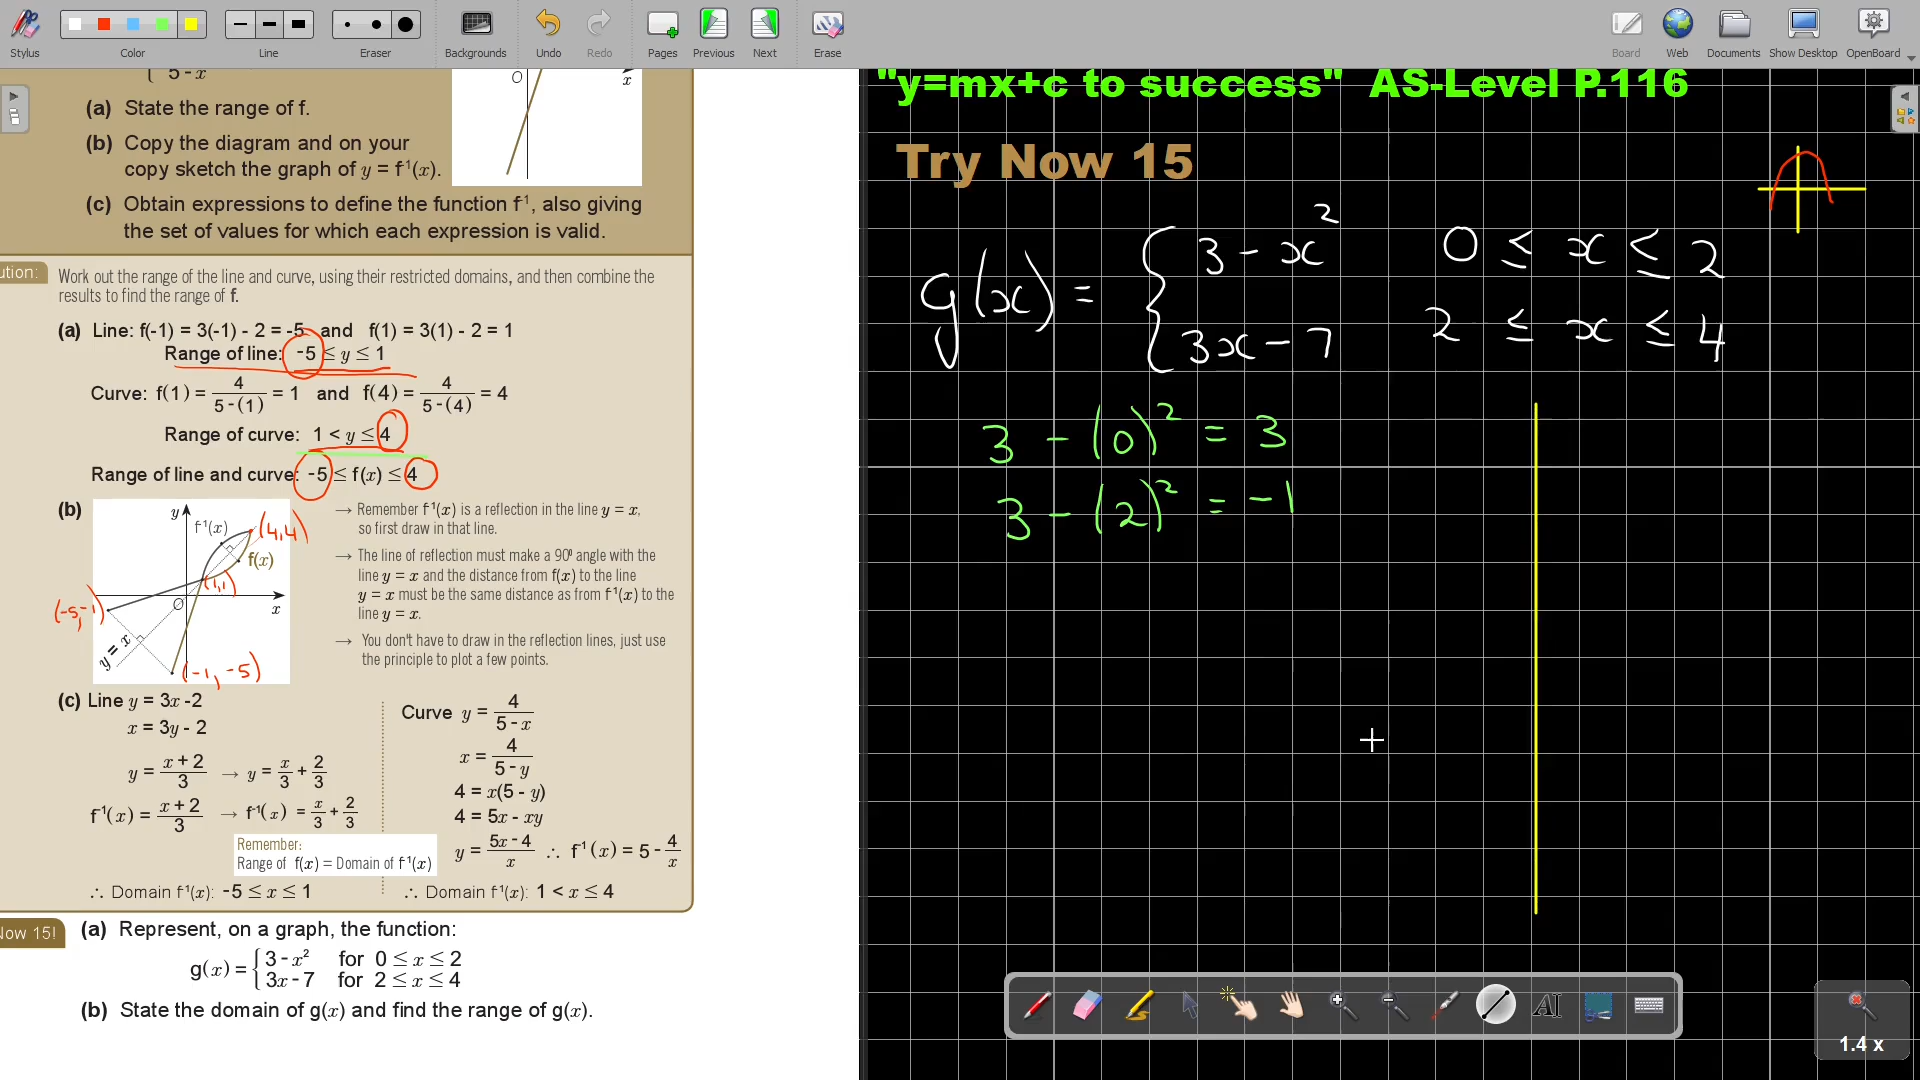 Stylus
Color
Line
Eraser
Backgrounds
Undo
Redo
Pages
Previous
Next
Erase
Board
Web
Documents
Show Desktop
OpenBoard
5 - x
O
x
(a) State the range of f.
(b) Copy the diagram and on your
copy sketch the graph of y = f⁻¹(x).
(c) Obtain expressions to define the function f⁻¹, also giving
the set of values for which each expression is valid.
ution:
Work out the range of the line and curve, using their restricted domains, and then combine the
results to find the range of f.
(a) Line: f(-1) = 3(-1) - 2 = -5 and f(1) = 3(1) - 2 = 1
Range of line: -5 ≤ y ≤ 1
Curve: f(1) = 4/(5-(1)) = 1 and f(4) = 4/(5-(4)) = 4
Range of curve: 1 < y ≤ 4
Range of line and curve: -5 ≤ f(x) ≤ 4
(b)
y
f⁻¹(x)
(4,4)
f(x)
(1,1)
(-5,-1)
O
x
y = x
(-1, -5)
→ Remember f⁻¹(x) is a reflection in the line y = x,
so first draw in that line.
→ The line of reflection must make a 90⁰ angle with the
line y = x and the distance from f(x) to the line
y = x must be the same distance as from f⁻¹(x) to the
line y = x.
→ You don't have to draw in the reflection lines, just use
the principle to plot a few points.
(c) Line y = 3x -2
x = 3y - 2
y = (x + 2)/3 → y = x/3 + 2/3
f⁻¹(x) = (x + 2)/3 → f⁻¹(x) = x/3 + 2/3
Remember:
Range of f(x) = Domain of f⁻¹(x)
∴ Domain f⁻¹(x): -5 ≤ x ≤ 1
Curve y = 4/(5 - x)
x = 4/(5 - y)
4 = x(5 - y)
4 = 5x - xy
y = (5x - 4)/x ∴ f⁻¹(x) = 5 - 4/x
∴ Domain f⁻¹(x): 1 < x ≤ 4
Now 15!
(a) Represent, on a graph, the function:
g(x) = { 3 - x² for 0 ≤ x ≤ 2
3x - 7 for 2 ≤ x ≤ 4
(b) State the domain of g(x) and find the range of g(x).
"y=mx+c to success" AS-Level P.116
Try Now 15
g(x) = { 3 - x² 0 ≤ x ≤ 2
3x - 7 2 ≤ x ≤ 4
3 - (0)² = 3
3 - (2)² = -1
AI
1.4 x